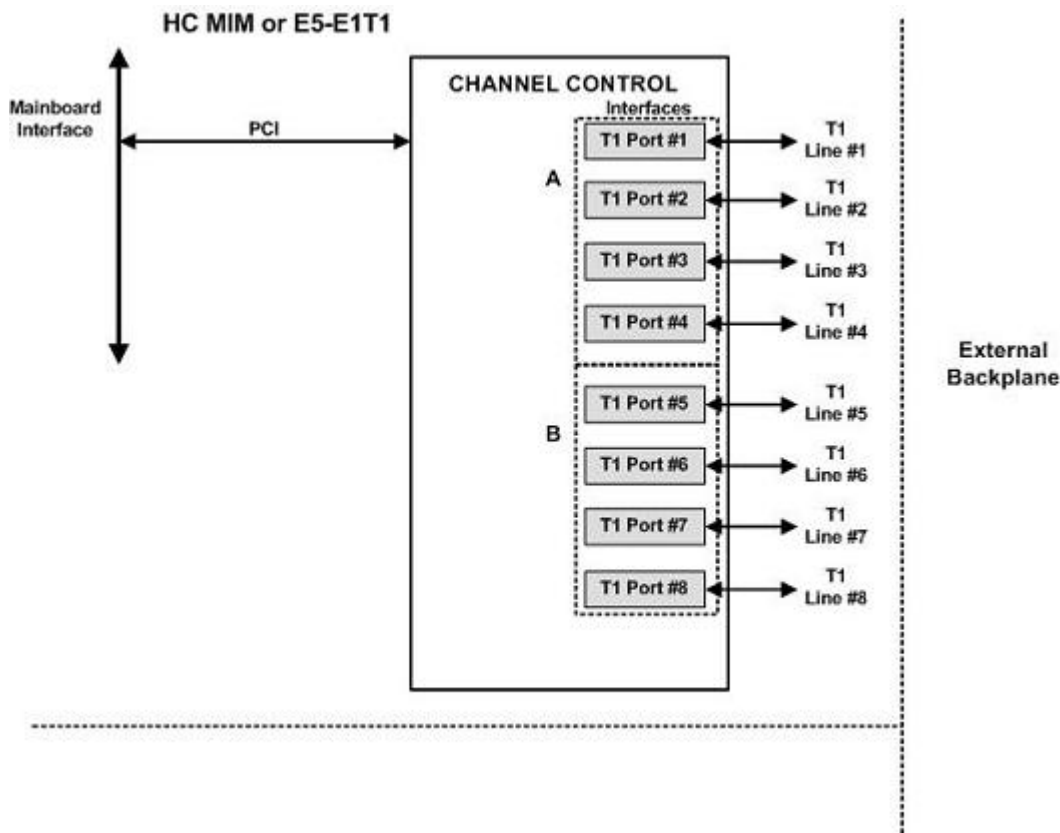 HC MIM or E5-E1T1
Mainboard
Interface
PCI
CHANNEL CONTROL
Interfaces
A
T1 Port #1
T1
Line #1
T1 Port #2
T1
Line #2
T1 Port #3
T1
Line #3
T1 Port #4
T1
Line #4
B
T1 Port #5
T1
Line #5
T1 Port #6
T1
Line #6
T1 Port #7
T1
Line #7
T1 Port #8
T1
Line #8
External
Backplane